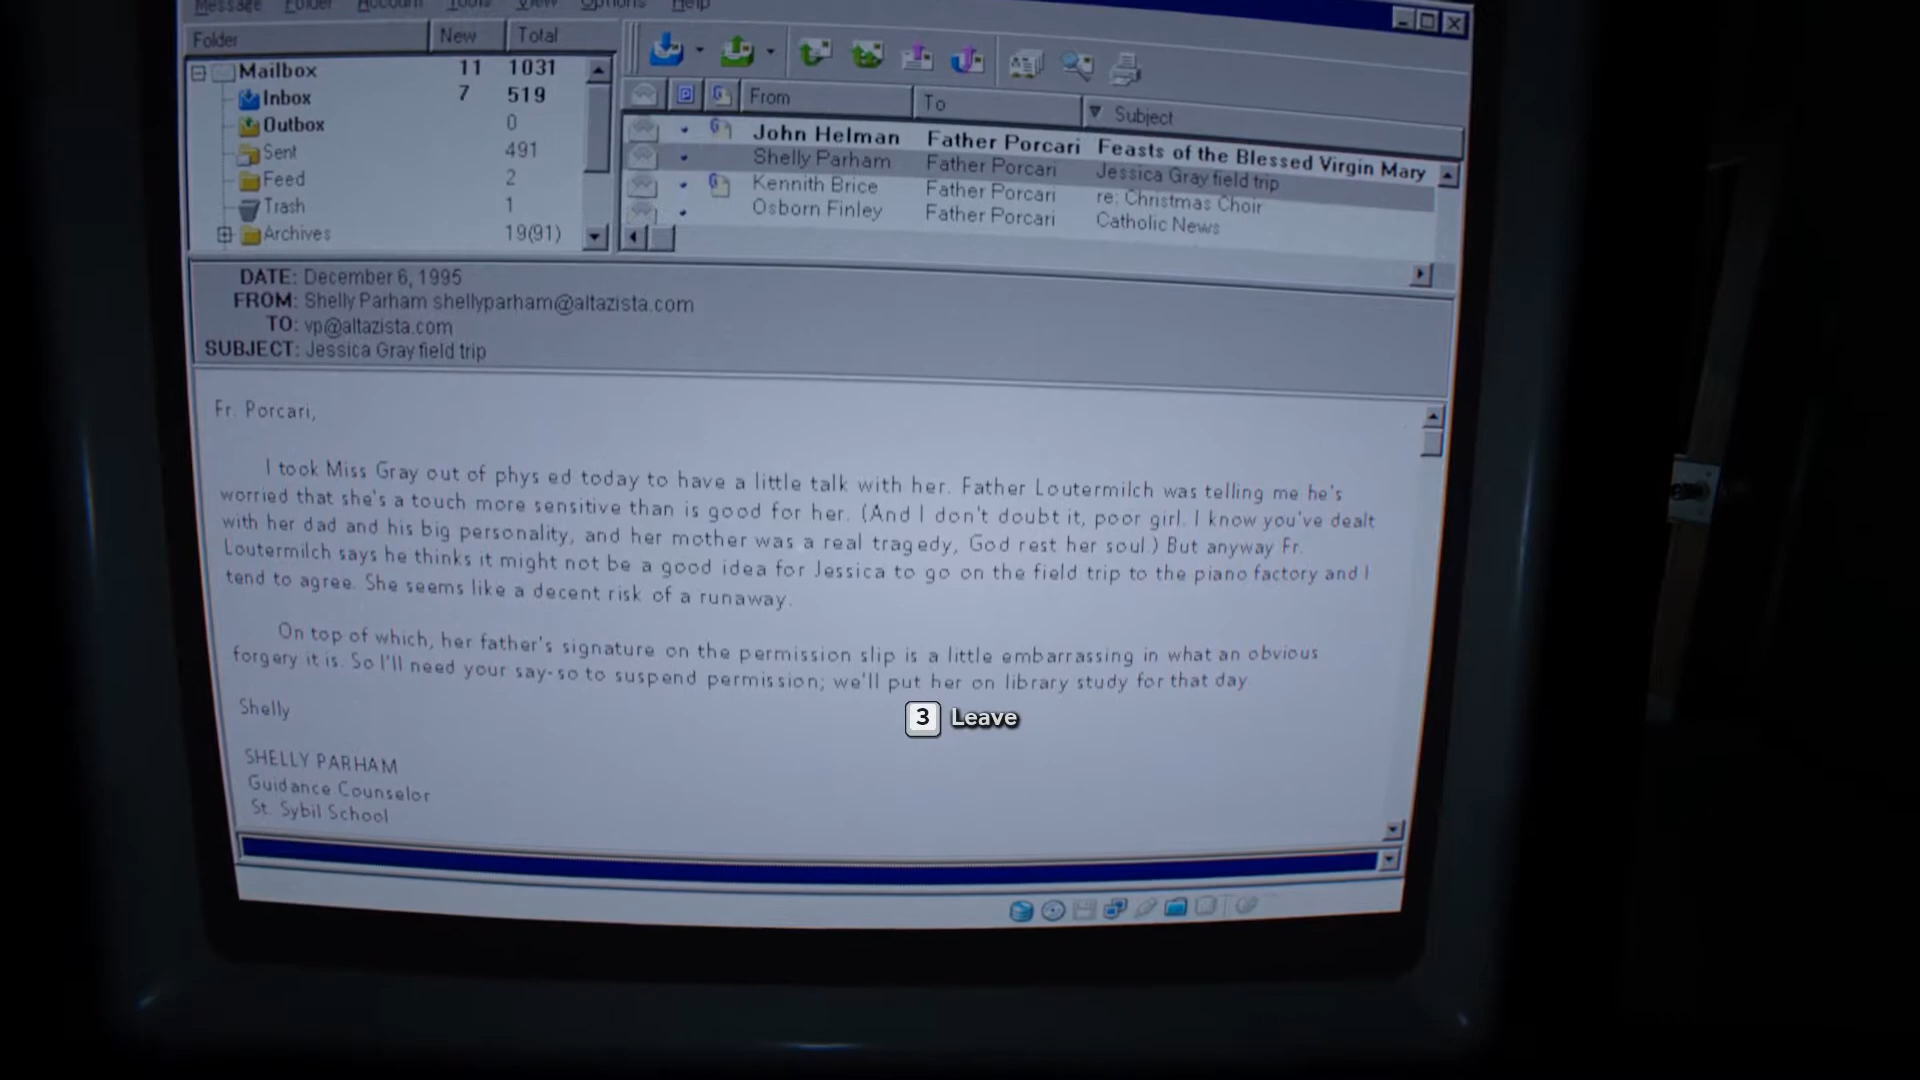 Message Folder Account Tools View Options Help
Folder New Total
Mailbox 11 1031
Inbox 7 519
Outbox 0
Sent 491
Feed 2
Trash 1
Archives 19(91)
From To Subject
John Helman Father Porcari Feasts of the Blessed Virgin Mary
Shelly Parham Father Porcari Jessica Gray field trip
Kennith Brice Father Porcari re: Christmas Choir
Osborn Finley Father Porcari Catholic News
DATE: December 6, 1995
FROM: Shelly Parham shellyparham@altazista.com
TO: vp@altazista.com
SUBJECT: Jessica Gray field trip
Fr. Porcari,
I took Miss Gray out of phys ed today to have a little talk with her. Father Loutermilch was telling me he's
worried that she's a touch more sensitive than is good for her. (And I don't doubt it, poor girl. I know you've dealt
with her dad and his big personality, and her mother was a real tragedy, God rest her soul.) But anyway Fr.
Loutermilch says he thinks it might not be a good idea for Jessica to go on the field trip to the piano factory and I
tend to agree. She seems like a decent risk of a runaway.
On top of which, her father's signature on the permission slip is a little embarrassing in what an obvious
forgery it is. So I'll need your say-so to suspend permission; we'll put her on library study for that day
3 Leave
Shelly
SHELLY PARHAM
Guidance Counselor
St. Sybil School